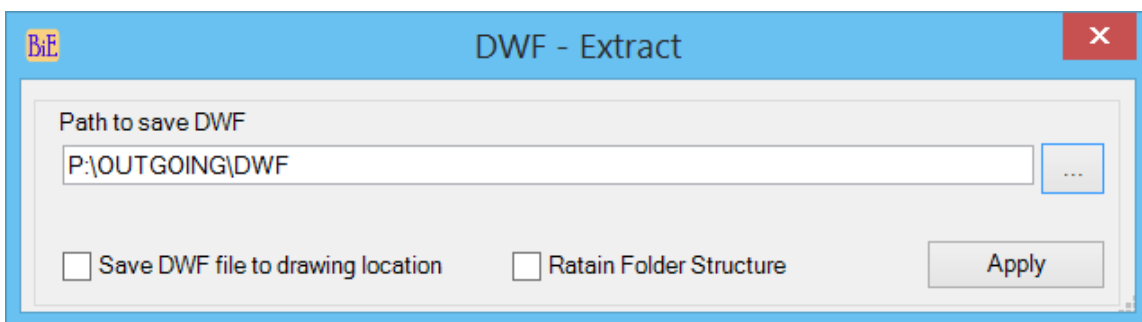 BiE
DWF - Extract
x
Path to save DWF
P:\OUTGOING\DWF
...
Save DWF file to drawing location
Ratain Folder Structure
Apply